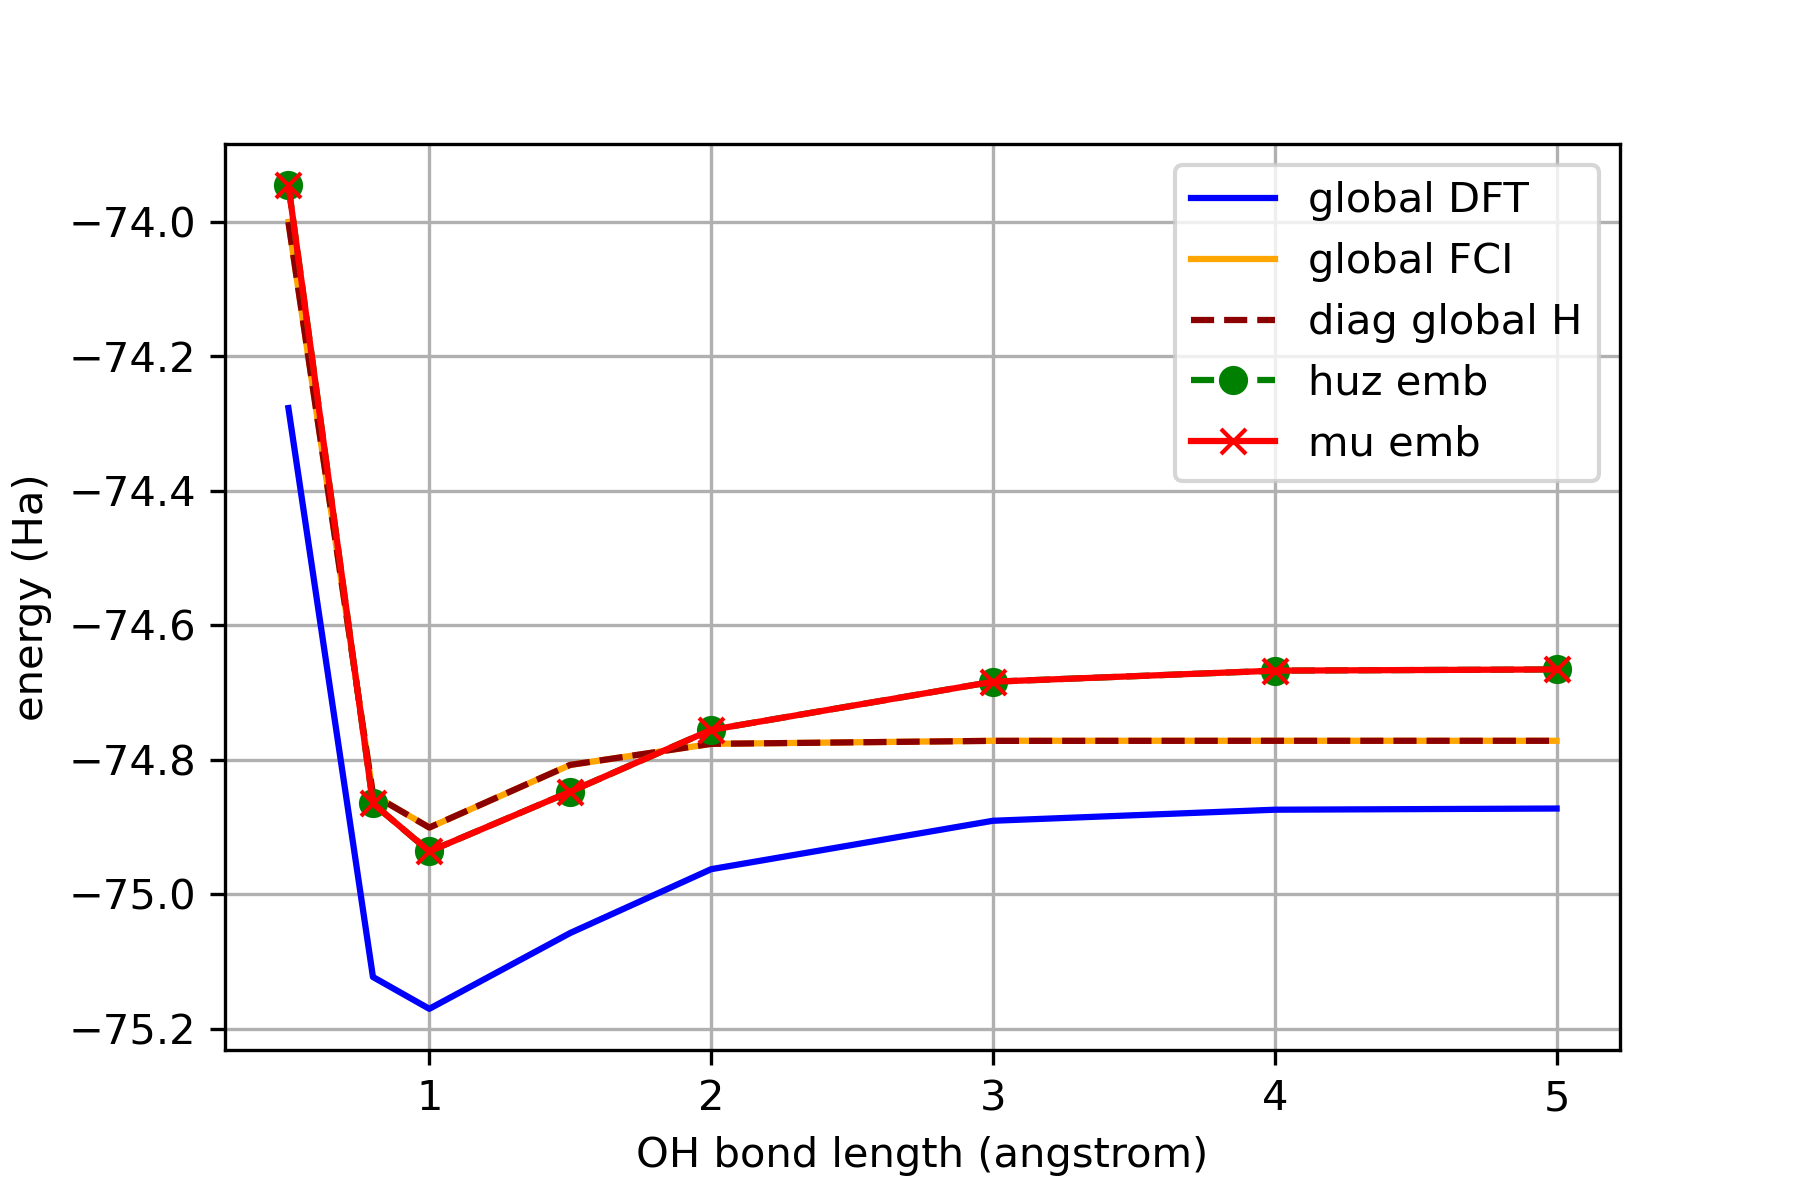 −74.0
−74.2
−74.4
−74.6
−74.8
−75.0
−75.2
energy (Ha)
global DFT
global FCI
diag global H
huz emb
mu emb
1 2 3 4 5
OH bond length (angstrom)